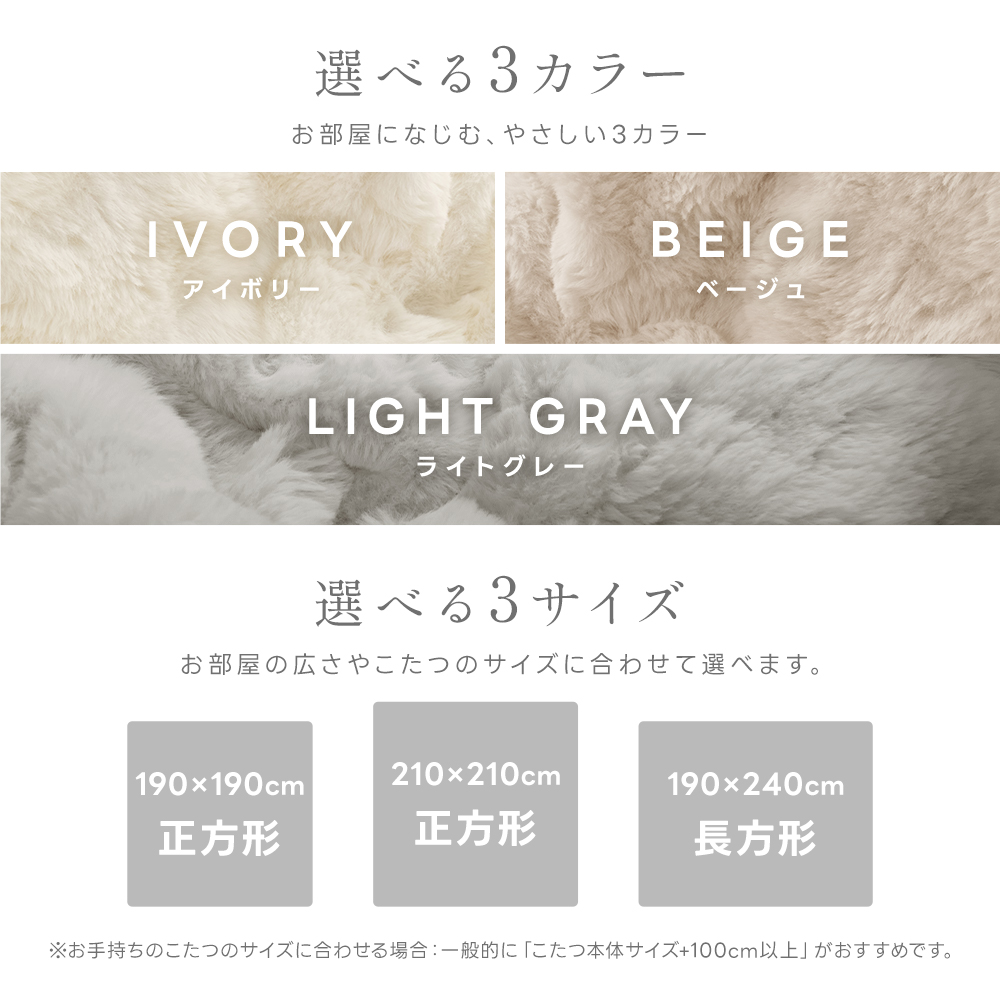 選べる3カラー
お部屋になじむ、やさしい3カラー
IVORY
アイボリー
BEIGE
ベージュ
LIGHT GRAY
ライトグレー
選べる3サイズ
お部屋の広さやこたつのサイズに合わせて選べます。
190×190cm
正方形
210×210cm
正方形
190×240cm
長方形
※お手持ちのこたつのサイズに合わせる場合：一般的に「こたつ本体サイズ+100cm以上」がおすすめです。